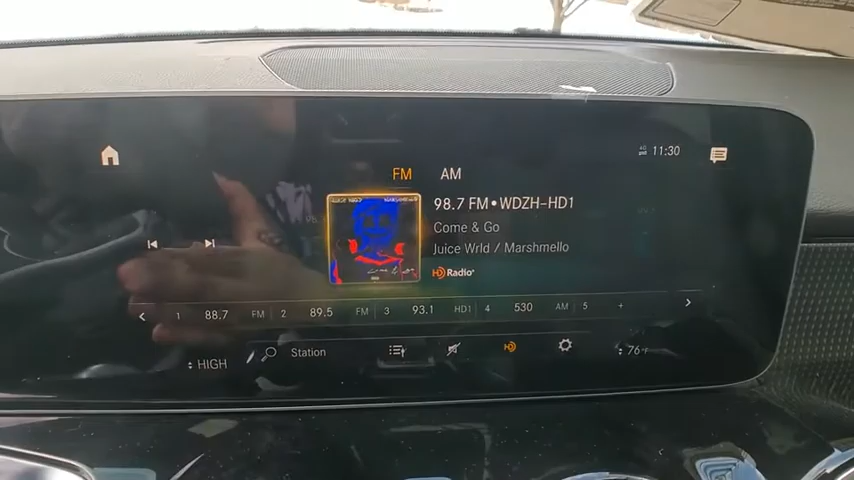 11:30
FM AM
98.7 FM • WDZH-HD1
Come & Go
Juice Wrld / Marshmello
HD Radio
1 88.7 FM 2 89.5 FM 3 93.1 HD1 4 530 AM 5 +
HIGH
Station
HD
76°F